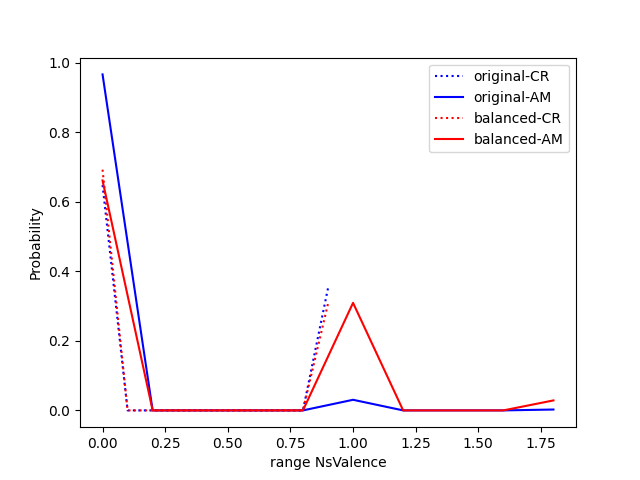 original-CR
original-AM
balanced-CR
balanced-AM
Probability
1.0
0.8
0.6
0.4
0.2
0.0
0.00 0.25 0.50 0.75 1.00 1.25 1.50 1.75
range NsValence